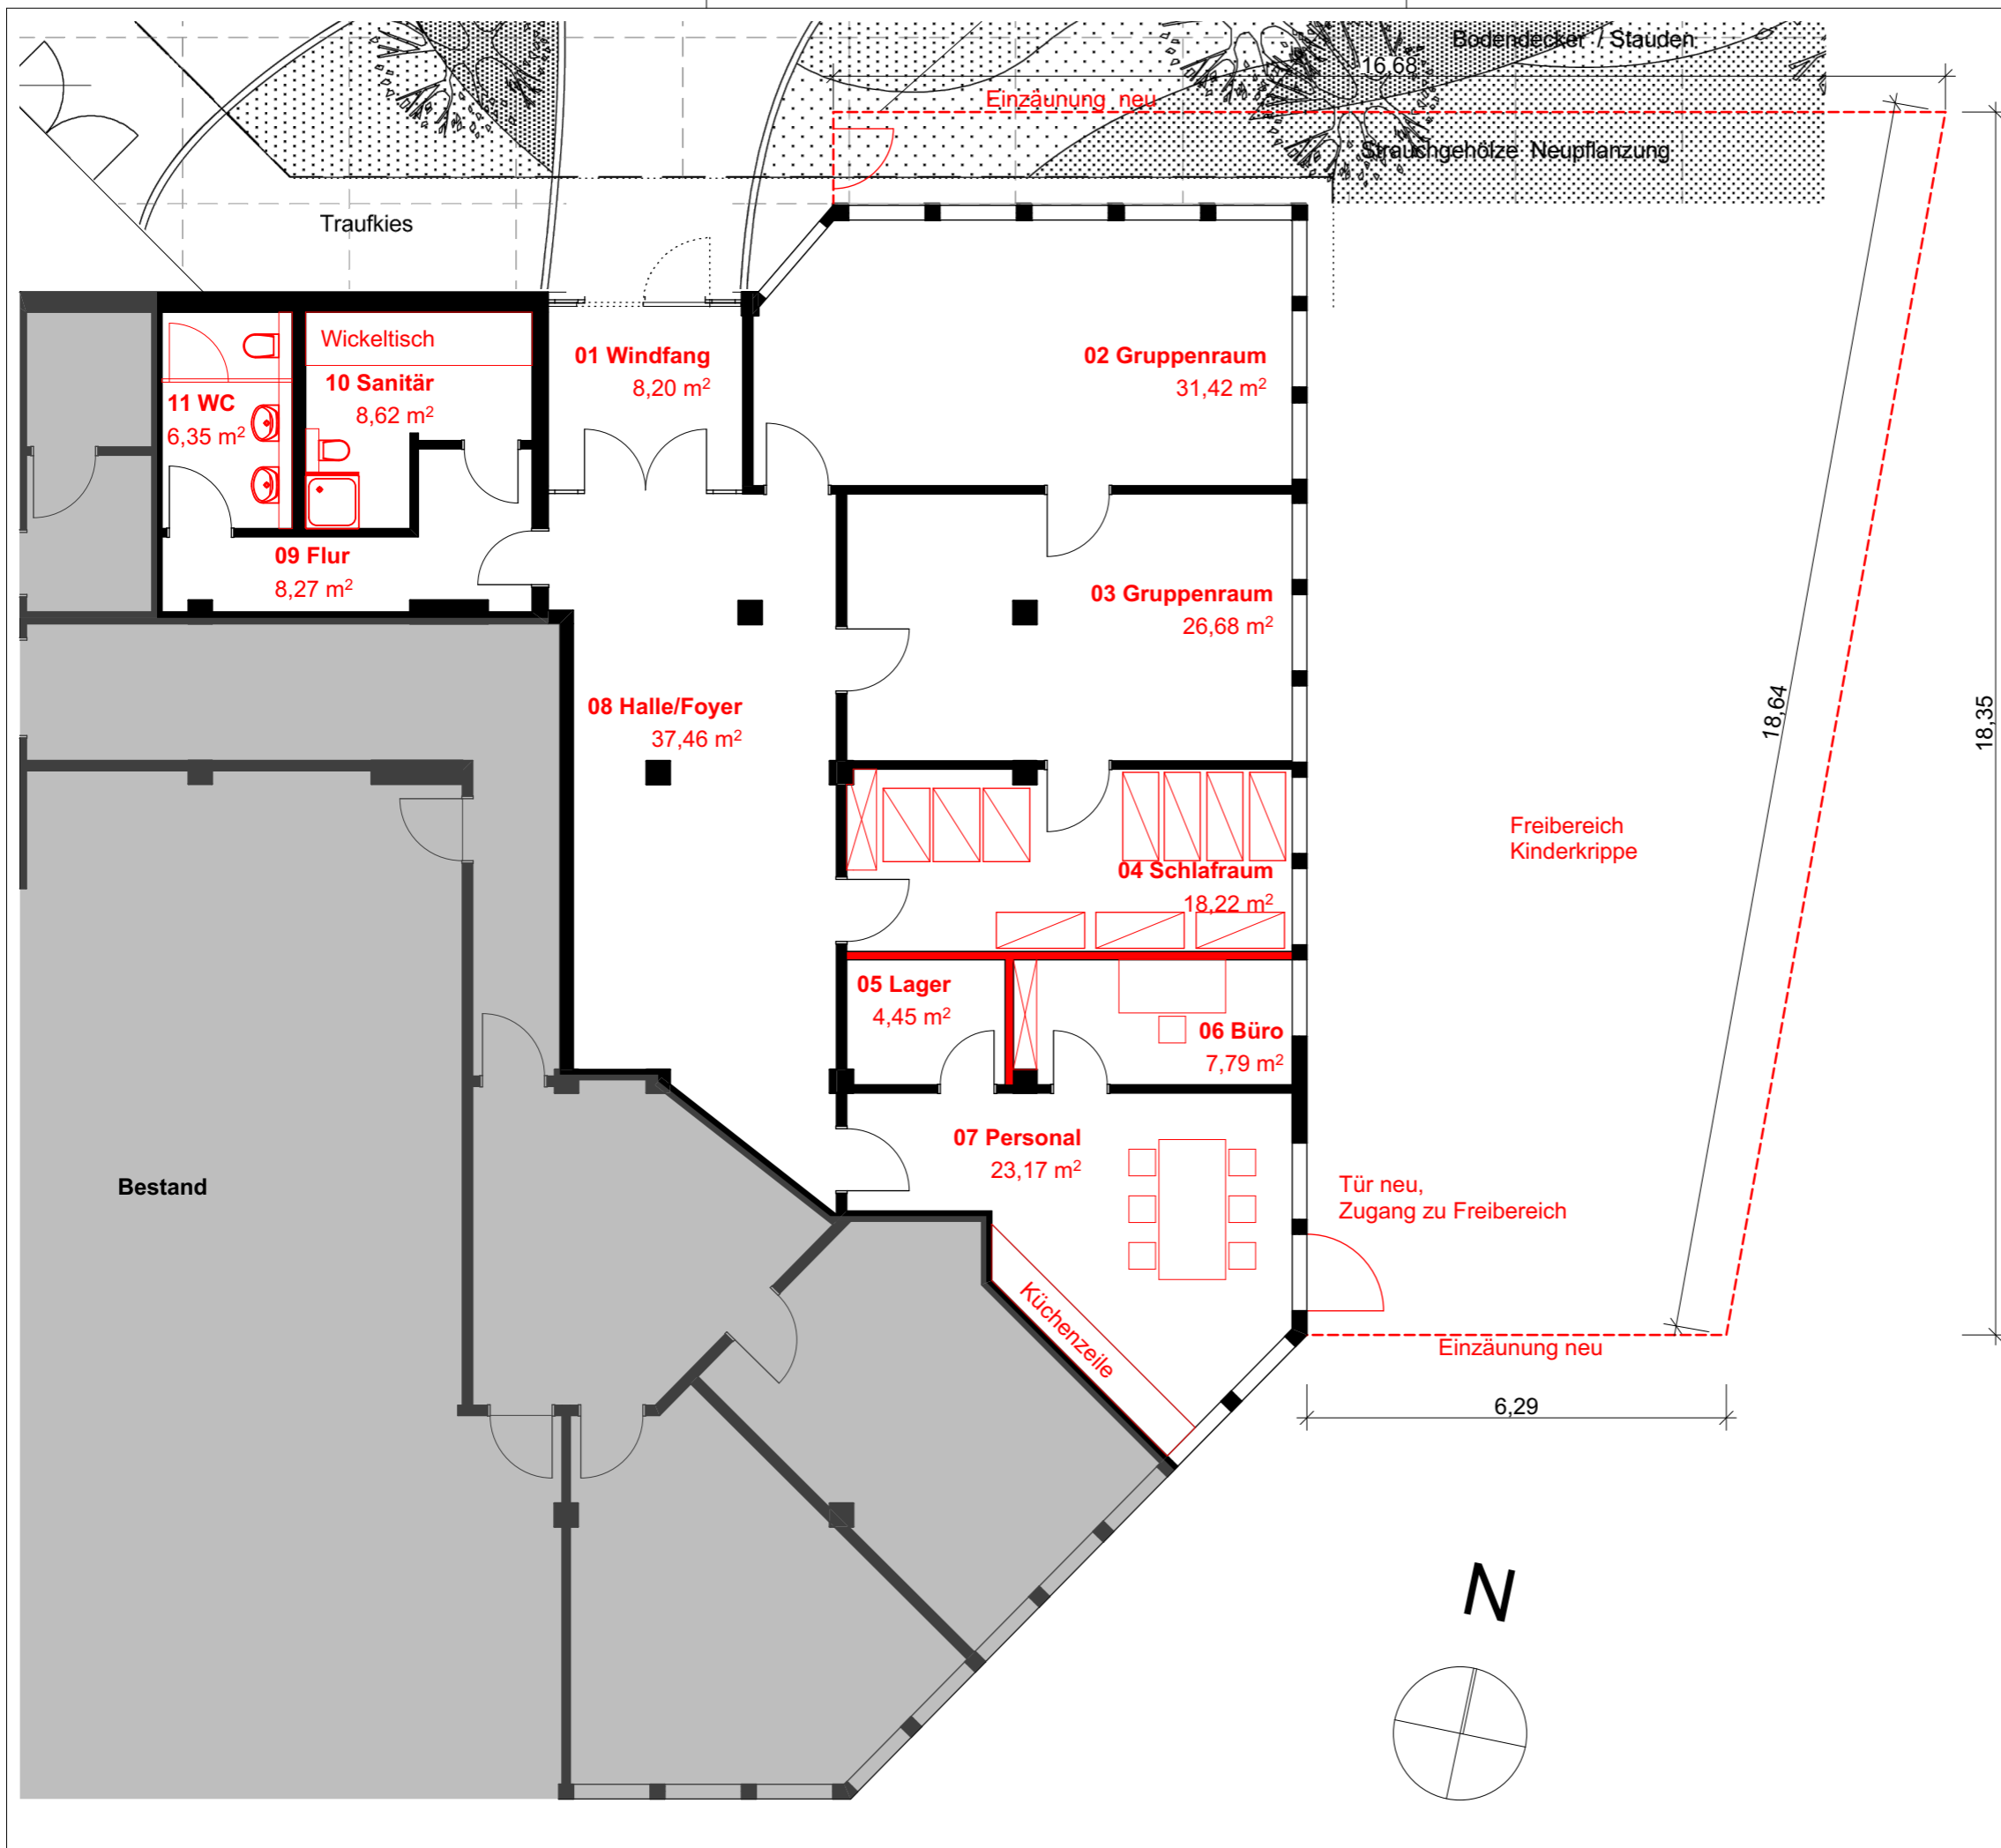 Bodendecker / Stauden
16,68
Einzäunung neu
Strauchgehölze Neupflanzung
Traufkies
Wickeltisch
10 Sanitär
8,62 m²
11 WC
6,35 m²
01 Windfang
8,20 m²
02 Gruppenraum
31,42 m²
09 Flur
8,27 m²
03 Gruppenraum
26,68 m²
08 Halle/Foyer
37,46 m²
18,64
18,35
Freibereich
Kinderkrippe
04 Schlafraum
18,22 m²
05 Lager
4,45 m²
06 Büro
7,79 m²
07 Personal
23,17 m²
Bestand
Tür neu,
Zugang zu Freibereich
Küchenzeile
Einzäunung neu
6,29
N